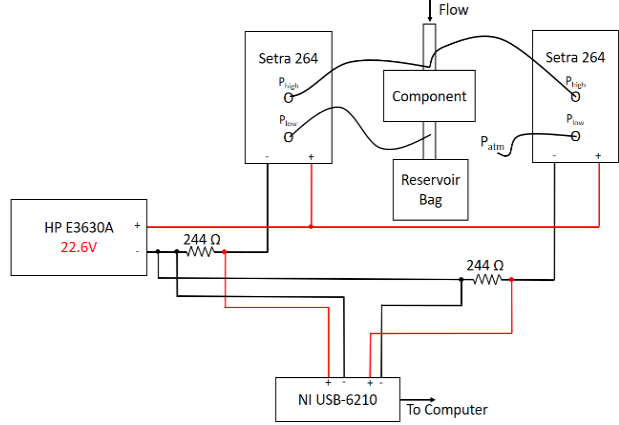 Flow
Setra 264
Phigh
Plow
- +
Component
Reservoir
Bag
Setra 264
Phigh
Plow
Patm
- +
HP E3630A
22.6V
+
-
244 Ω
244 Ω
+ - + -
NI USB-6210
To Computer